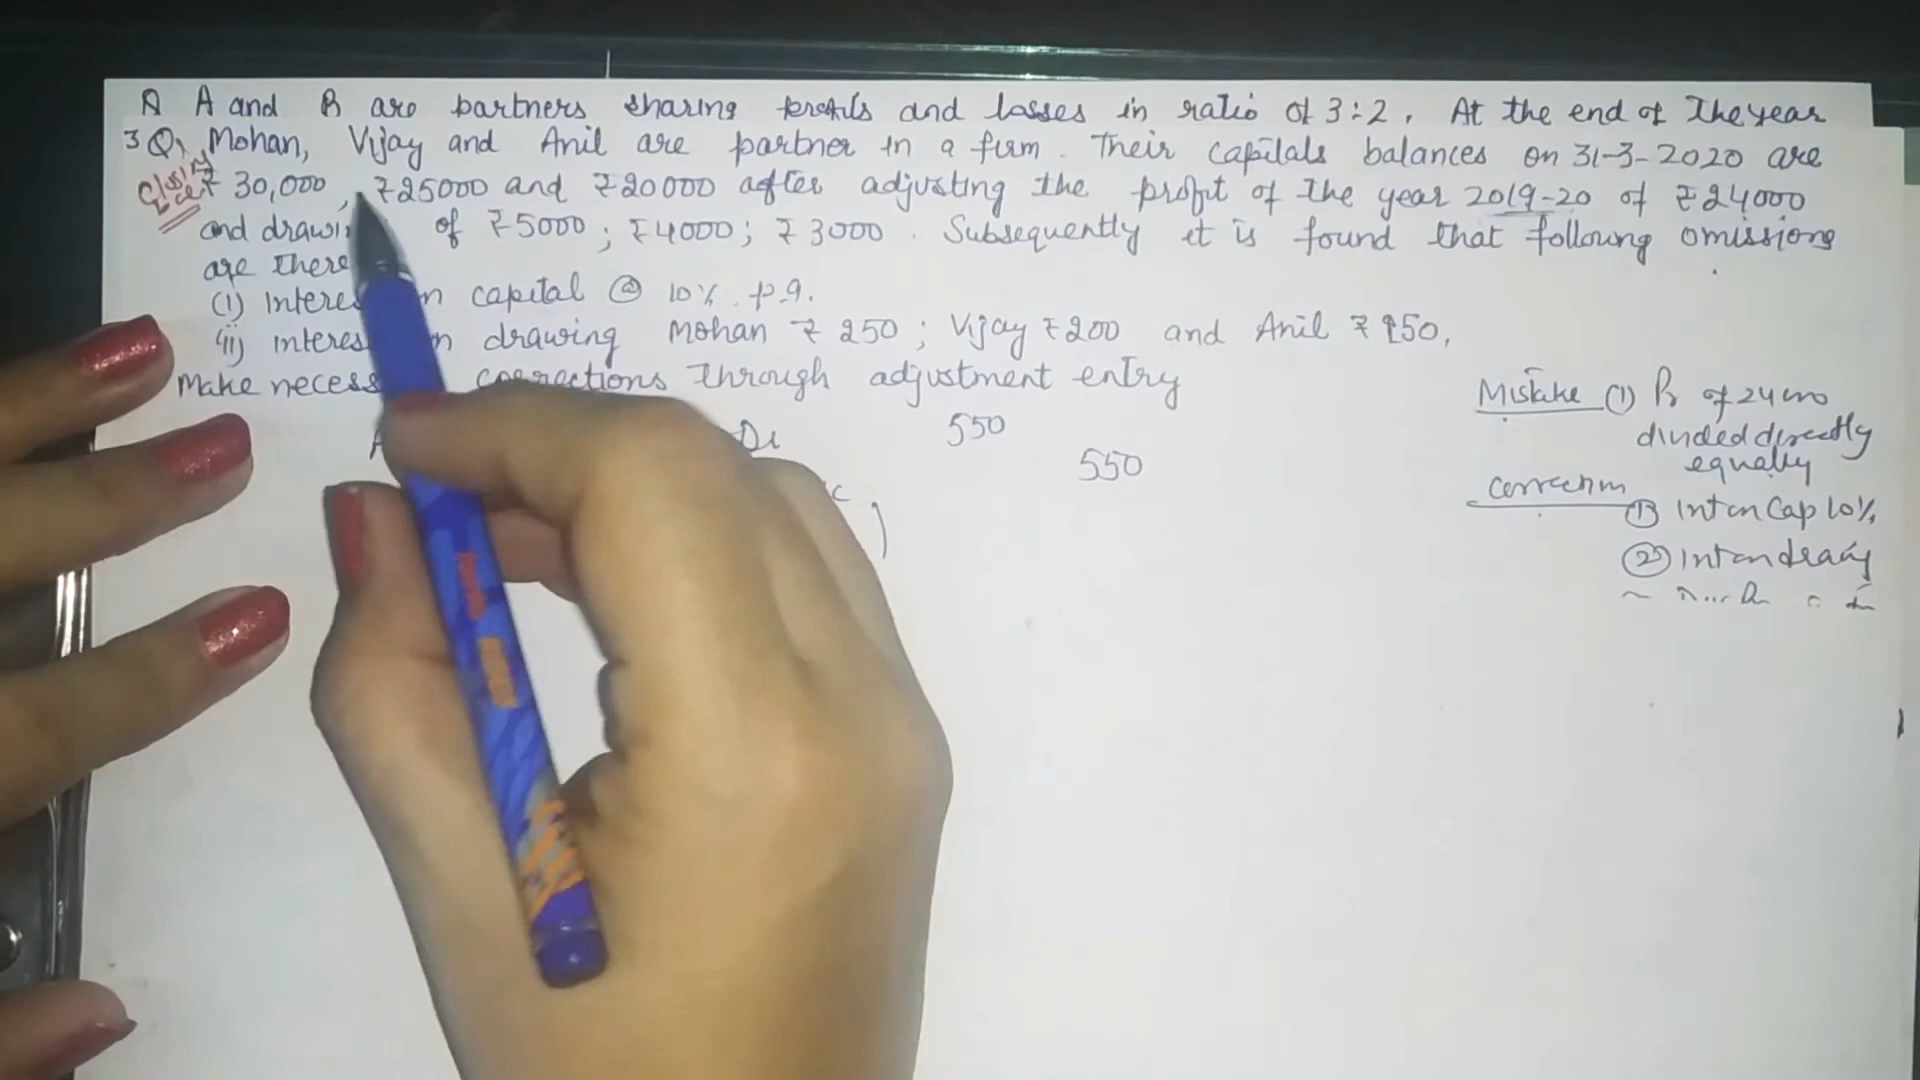 A and B are partners sharing profits and losses in ratio of 3:2. At the end of the year
3 Q, Mohan, Vijay and Anil are partner in a firm. Their capitals balances on 31-3-2020 are
Closing
₹ 30,000, ₹25000 and ₹20000 after adjusting the profit of the year 2019-20 of ₹24000
and drawi of ₹5000; ₹4000; ₹3000. Subsequently it is found that following omissions
are there
(i) Interes n capital @ 10% p.a.
(ii) interes n drawing Mohan ₹ 250; Vijay ₹200 and Anil ₹ 150.
Make necess corrections through adjustment entry
Dr 550
550
Mistake (1) Pr of 24000
divided directly
equally
correction
(1) Int on Cap 10%
(2) Int on drawing